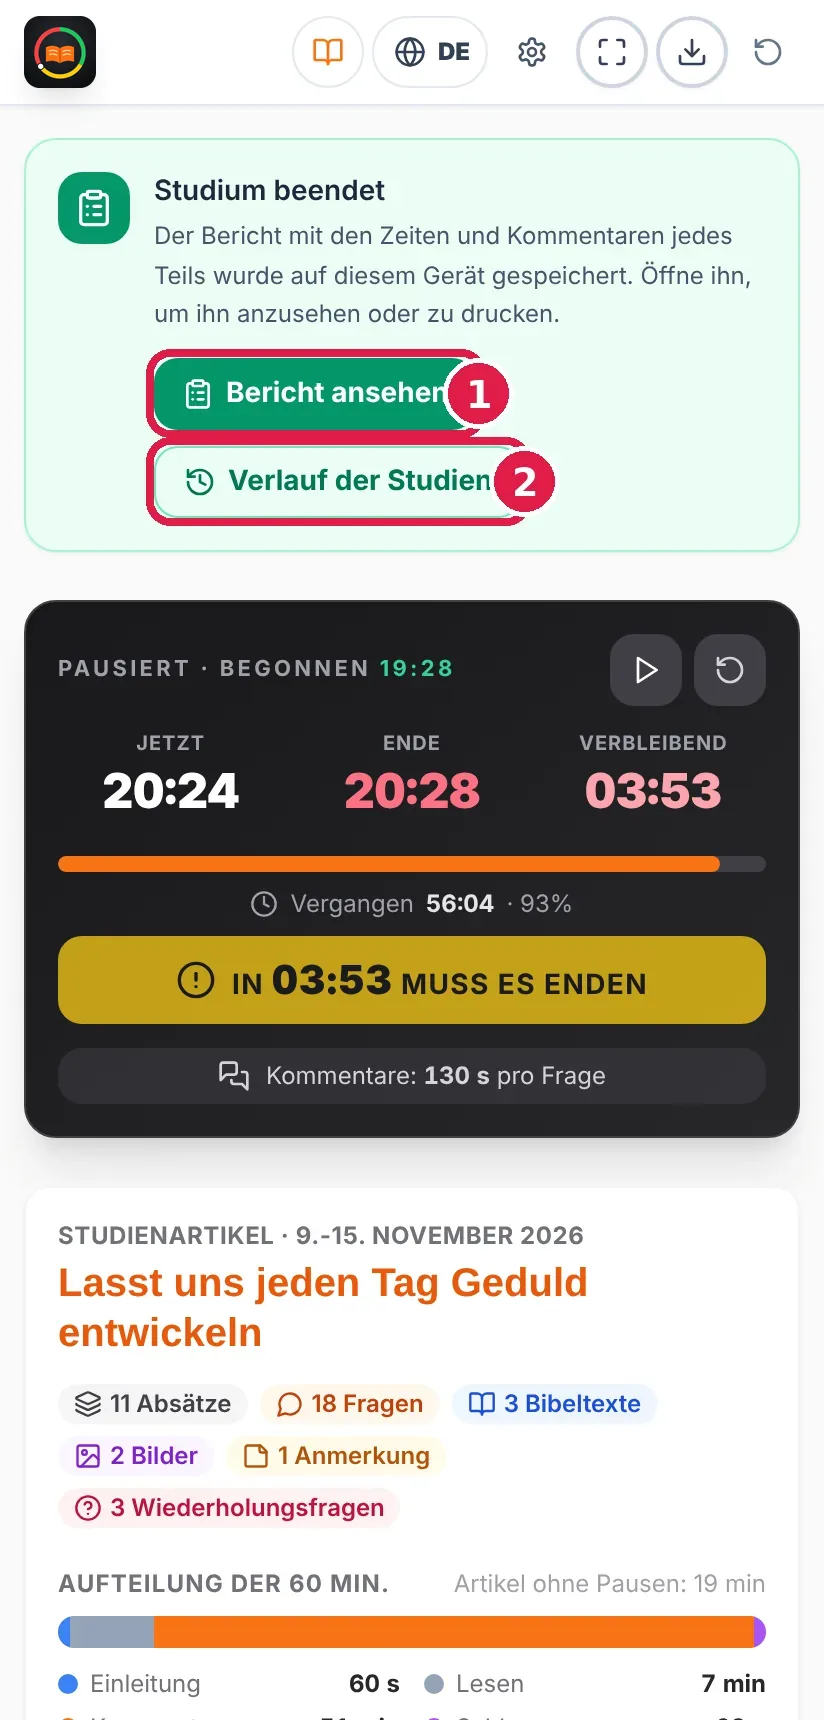 DE
Studium beendet
Der Bericht mit den Zeiten und Kommentaren jedes
Teils wurde auf diesem Gerät gespeichert. Öffne ihn,
um ihn anzusehen oder zu drucken.
Bericht ansehen 1
Verlauf der Studien 2
PAUSIERT · BEGONNEN 19:28
JETZT ENDE VERBLEIBEND
20:24 20:28 03:53
Vergangen 56:04 · 93%
IN 03:53 MUSS ES ENDEN
Kommentare: 130 s pro Frage
STUDIENARTIKEL · 9.-15. NOVEMBER 2026
Lasst uns jeden Tag Geduld
entwickeln
11 Absätze 18 Fragen 3 Bibeltexte
2 Bilder 1 Anmerkung
3 Wiederholungsfragen
AUFTEILUNG DER 60 MIN. Artikel ohne Pausen: 19 min
Einleitung 60 s Lesen 7 min